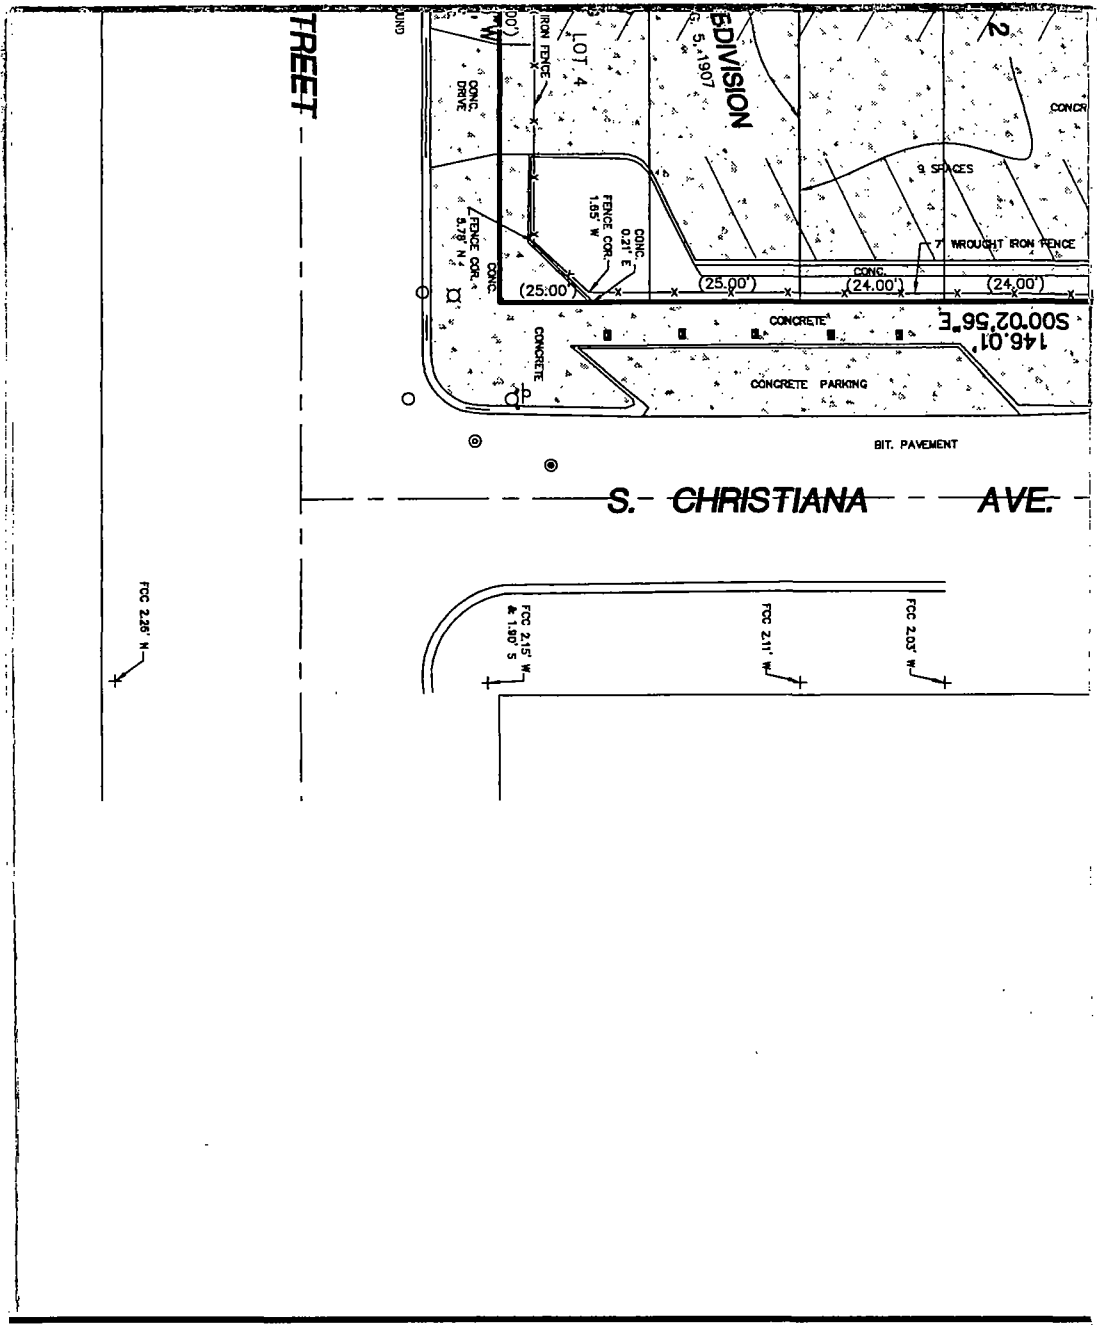 TREET
UND
W
00')
IRON FENCE
LOT 4
BDIVISION
G. 5, 1907
2
CONC.
DRIVE
CONCR
9 SPACES
FENCE COR.
1.65' W
CONC.
0.21' E
FENCE COR.
5.78' N
CONC.
7' WROUGHT IRON FENCE
CONC.
(25.00')
(25.00')
(24.00')
(24.00')
S00°02'56"E
146.01'
CONCRETE
CONCRETE
CONCRETE PARKING
BIT. PAVEMENT
S. CHRISTIANA AVE.
FCC 2.26' N
FCC 2.15' W
& 1.90' S
FCC 2.11' W
FCC 2.03' W